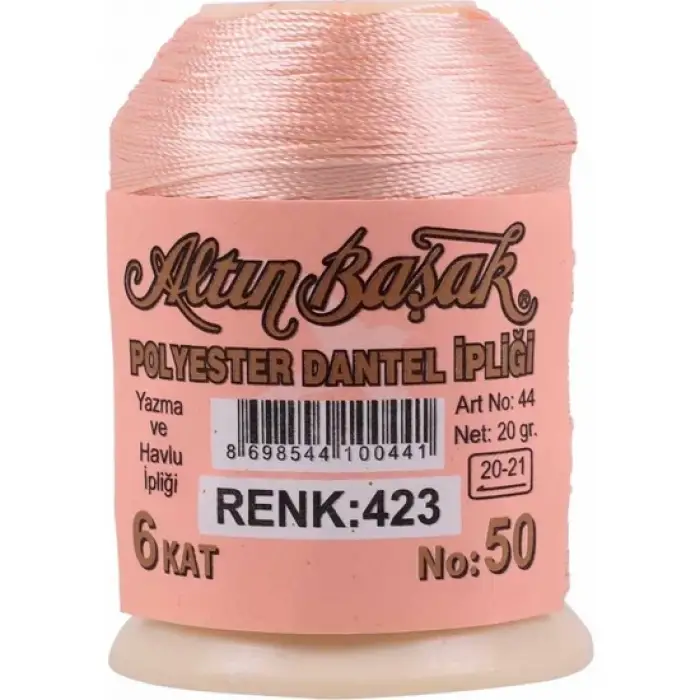 Altın Başak ®
POLYESTER DANTEL İPLİĞİ
Yazma
ve
Havlu
İpliği
8 698544 100441
Art No: 44
Net: 20 gr.
20-21
RENK:423
6 KAT
No: 50